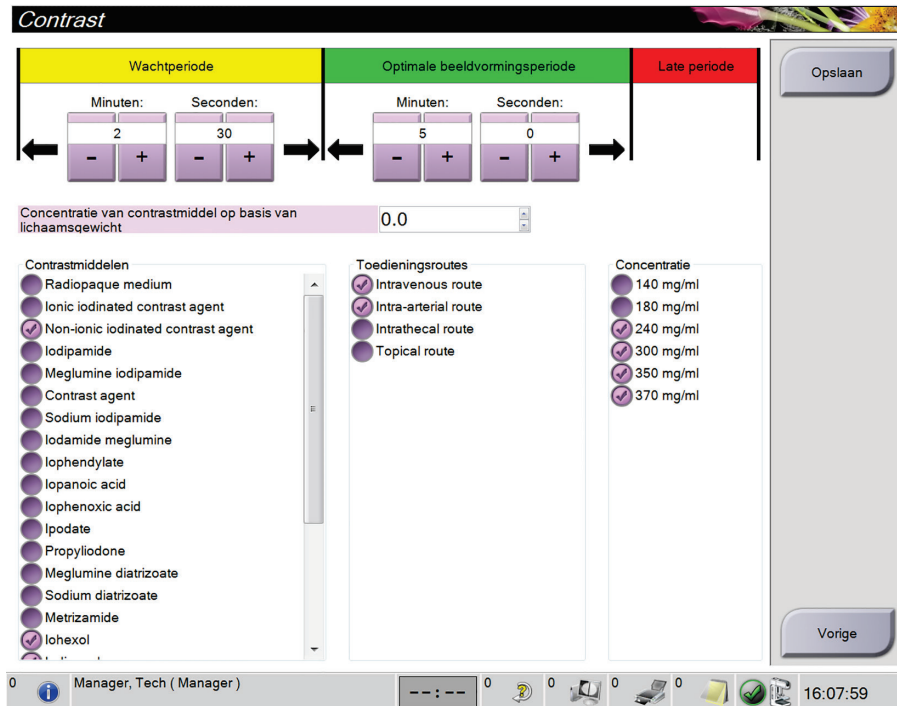 Contrast
Wachtperiode
Optimale beeldvormingsperiode
Late periode
Opslaan
Minuten:
Seconden:
Minuten:
Seconden:
2
30
5
0
- + - + - + - +
Concentratie van contrastmiddel op basis van
lichaamsgewicht
0.0
Contrastmiddelen
Radiopaque medium
Ionic iodinated contrast agent
Non-ionic iodinated contrast agent
Iodipamide
Meglumine iodipamide
Contrast agent
Sodium iodipamide
Iodamide meglumine
Iophendylate
Iopanoic acid
Iophenoxic acid
Ipodate
Propyliodone
Meglumine diatrizoate
Sodium diatrizoate
Metrizamide
Iohexol
Toedieningsroutes
Intravenous route
Intra-arterial route
Intrathecal route
Topical route
Concentratie
140 mg/ml
180 mg/ml
240 mg/ml
300 mg/ml
350 mg/ml
370 mg/ml
Vorige
0
Manager, Tech ( Manager )
--:--
0
0
0
0
16:07:59